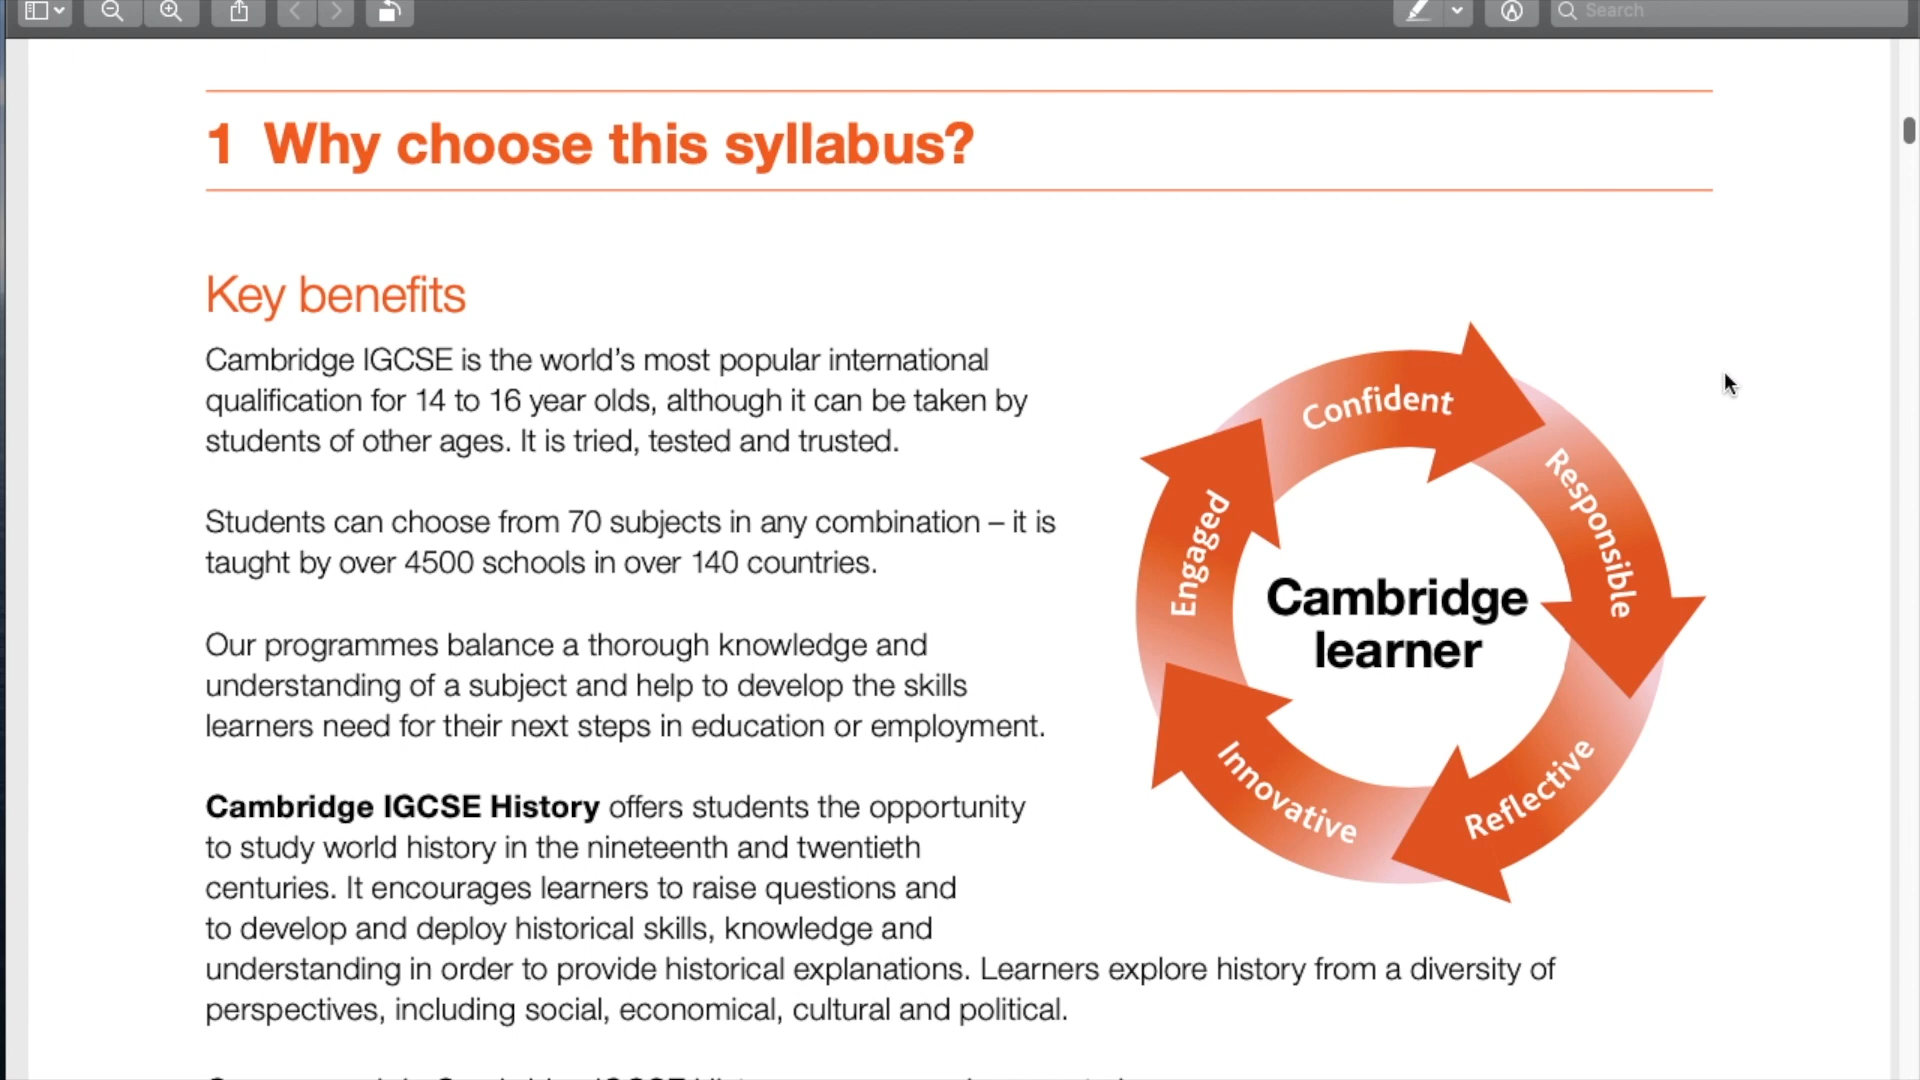 Search
1 Why choose this syllabus?
Key benefits
Cambridge IGCSE is the world’s most popular international
qualification for 14 to 16 year olds, although it can be taken by
students of other ages. It is tried, tested and trusted.
Students can choose from 70 subjects in any combination – it is
taught by over 4500 schools in over 140 countries.
Our programmes balance a thorough knowledge and
understanding of a subject and help to develop the skills
learners need for their next steps in education or employment.
Cambridge IGCSE History offers students the opportunity
to study world history in the nineteenth and twentieth
centuries. It encourages learners to raise questions and
to develop and deploy historical skills, knowledge and
understanding in order to provide historical explanations. Learners explore history from a diversity of
perspectives, including social, economical, cultural and political.
Confident
Responsible
Reflective
Innovative
Engaged
Cambridge
learner